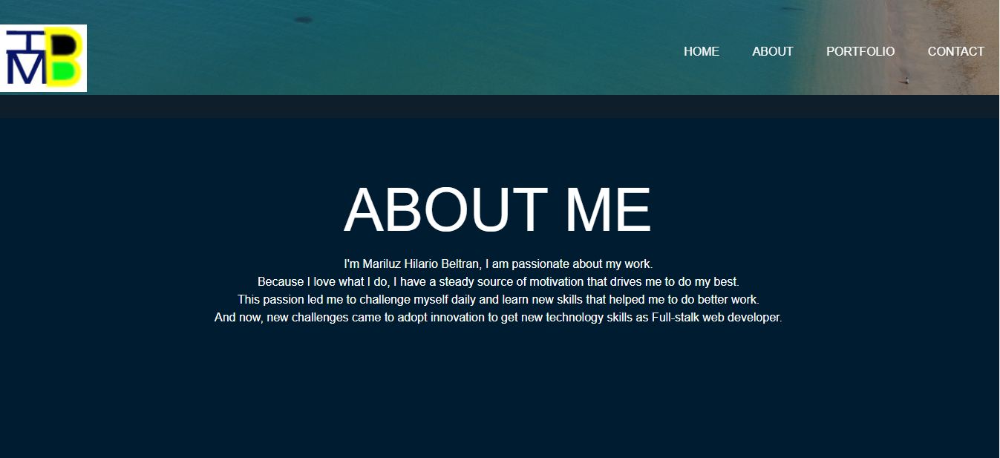 HOME ABOUT PORTFOLIO CONTACT
ABOUT ME
I'm Mariluz Hilario Beltran, I am passionate about my work.
Because I love what I do, I have a steady source of motivation that drives me to do my best.
This passion led me to challenge myself daily and learn new skills that helped me to do better work.
And now, new challenges came to adopt innovation to get new technology skills as Full-stalk web developer.